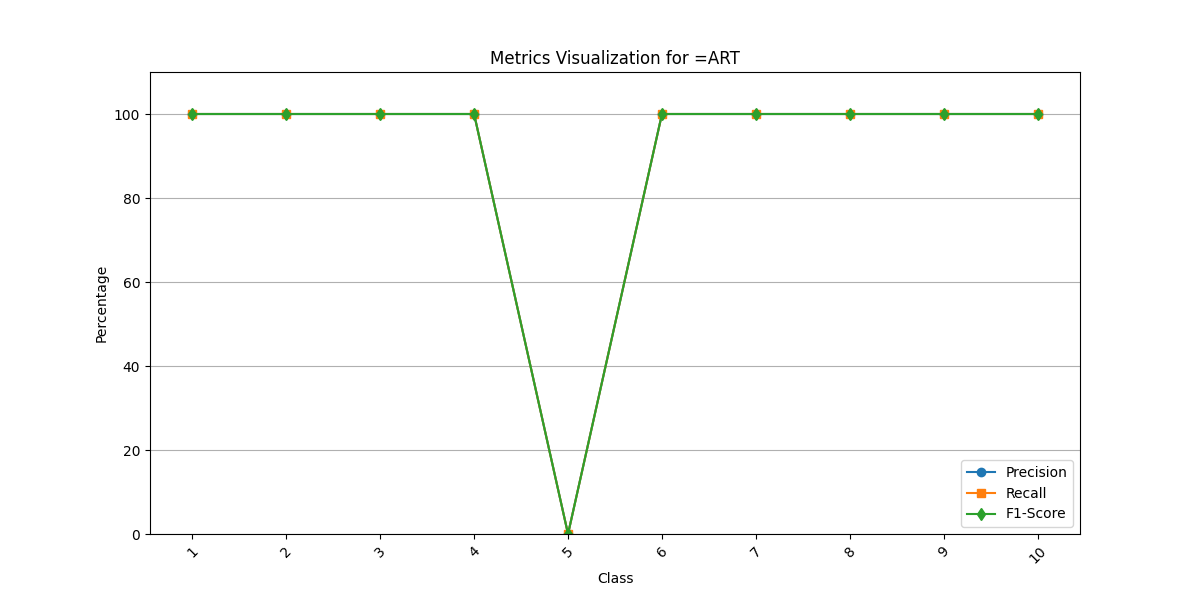 Metrics Visualization for =ART
Percentage
100
80
60
40
20
0
Precision
Recall
F1-Score
1 2 3 4 5 6 7 8 9 10
Class